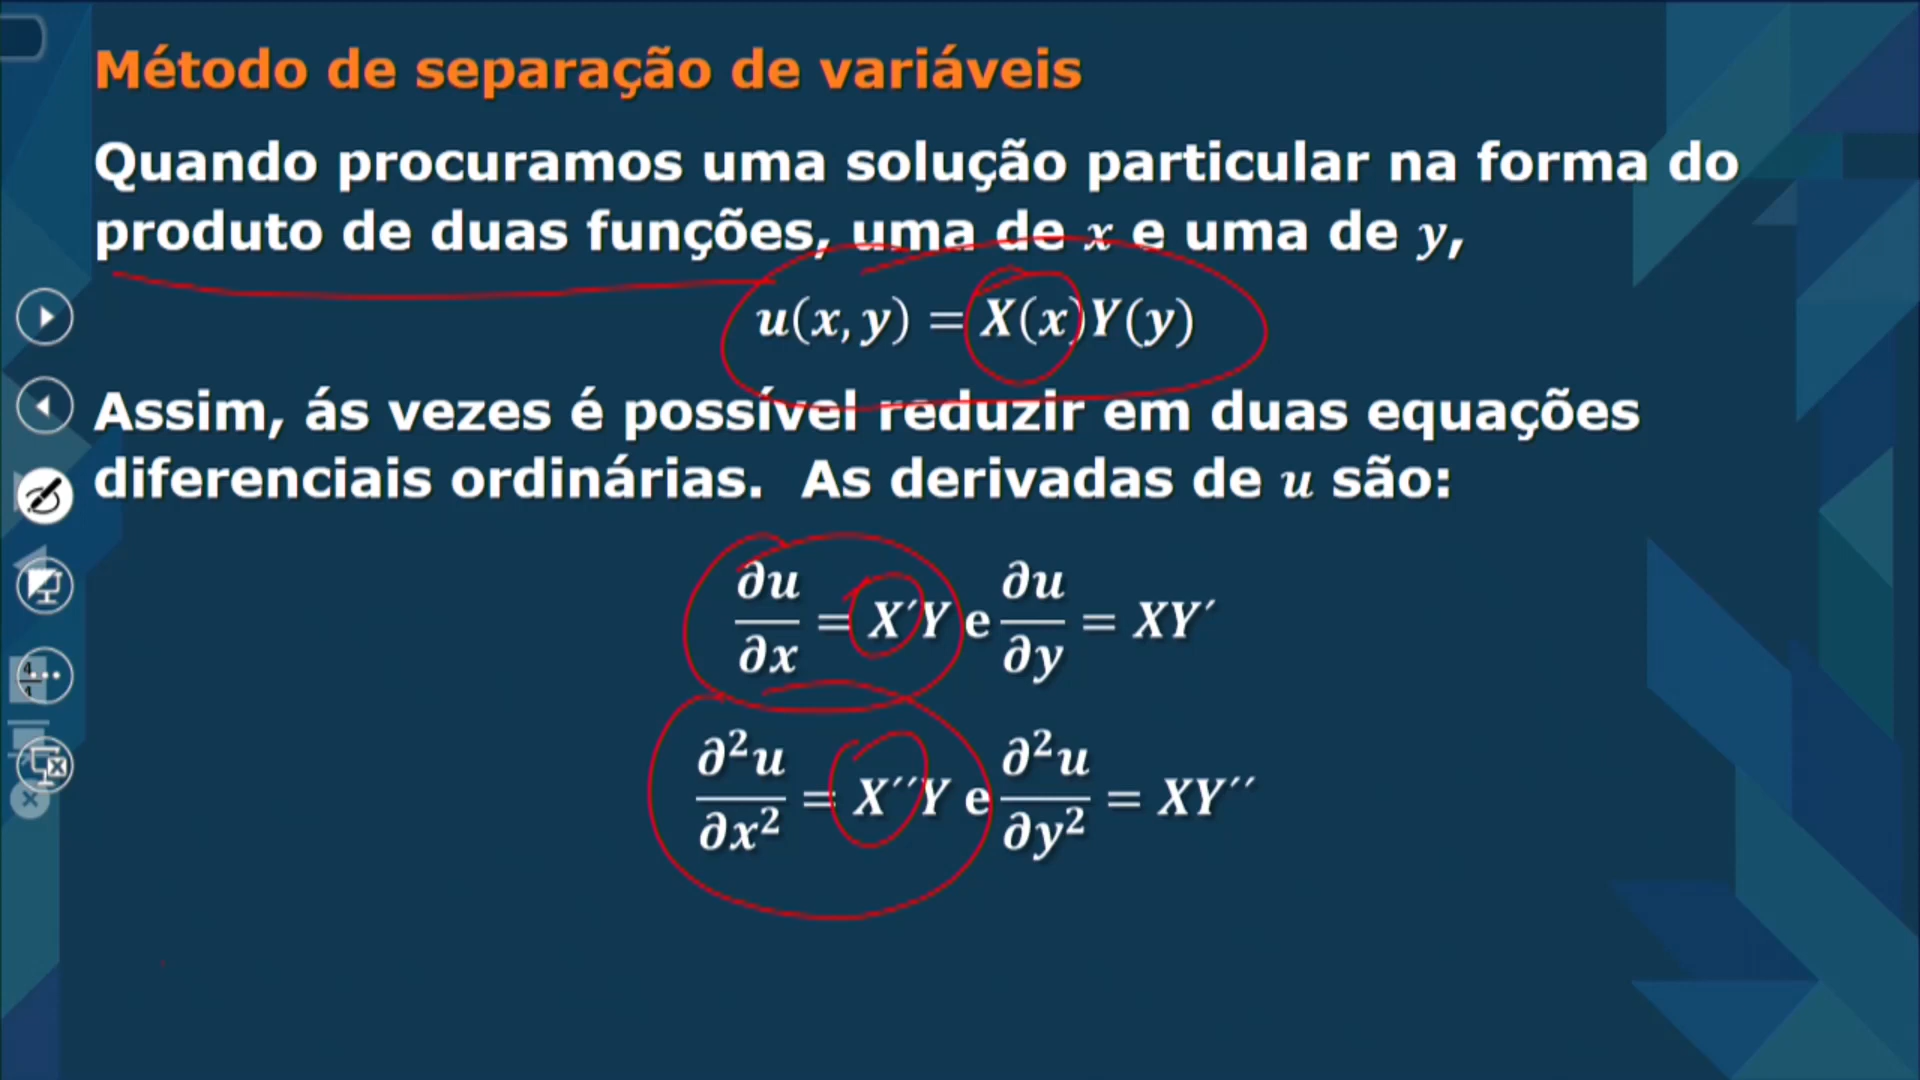 Método de separação de variáveis
Quando procuramos uma solução particular na forma do
produto de duas funções, uma de x e uma de y,
u(x, y) = X(x)Y(y)
Assim, ás vezes é possível reduzir em duas equações
diferenciais ordinárias. As derivadas de u são:
∂u/∂x = X′Y e ∂u/∂y = XY′
∂²u/∂x² = X′′Y e ∂²u/∂y² = XY′′